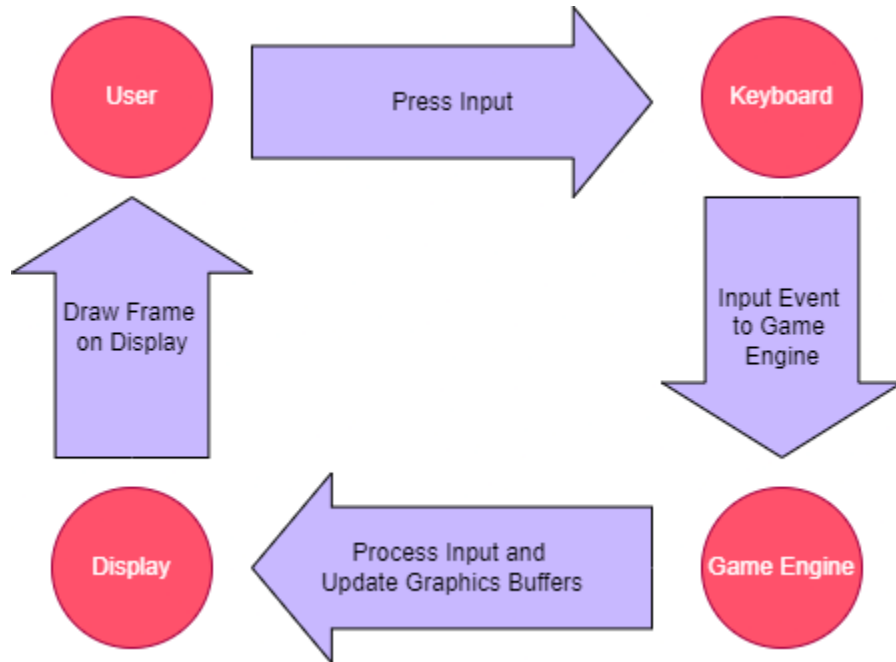 User
Press Input
Keyboard
Draw Frame
on Display
Input Event
to Game
Engine
Display
Process Input and
Update Graphics Buffers
Game Engine